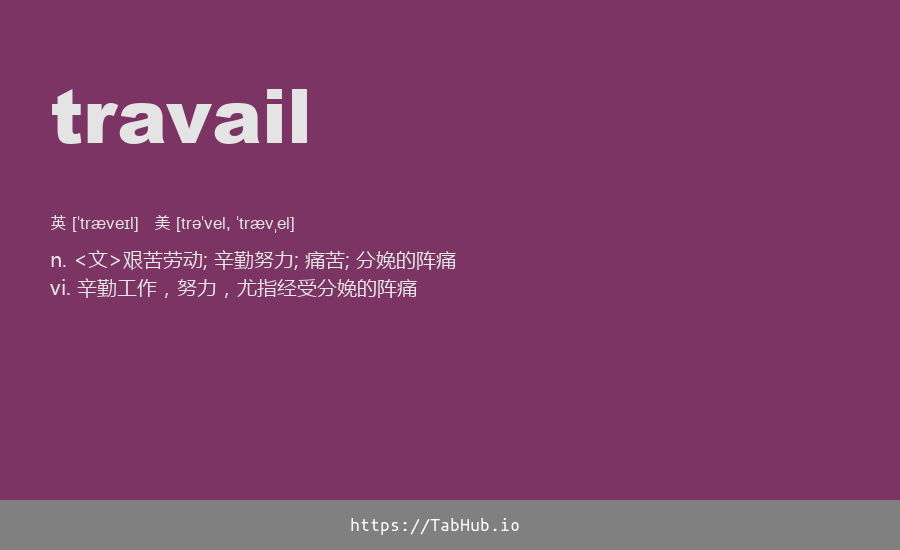 travail
英 [ˈtræveɪl] 美 [trəˈvel, ˈtrævˌel]
n. <文>艰苦劳动; 辛勤努力; 痛苦; 分娩的阵痛
vi. 辛勤工作，努力，尤指经受分娩的阵痛
https://TabHub.io